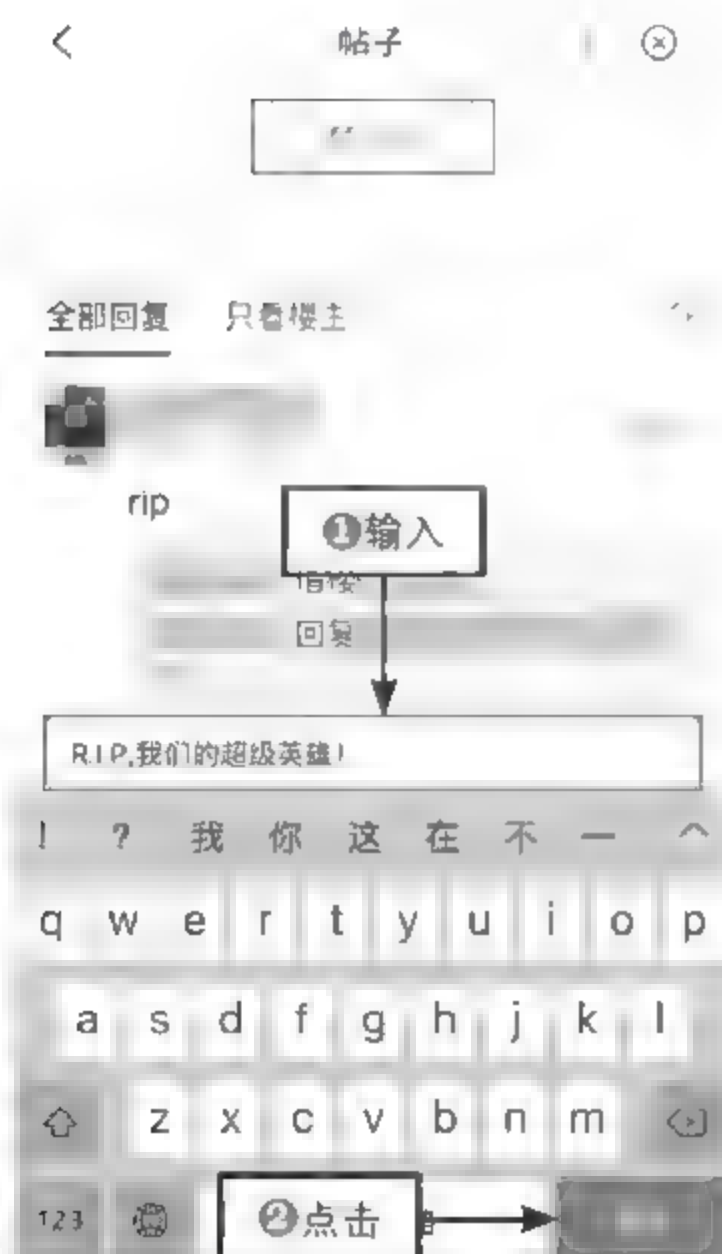 帖子
全部回复 只看楼主
rip
❶输入
回复
R.I.P,我们的超级英雄!
! ? 我 你 这 在 不 一
q w e r t y u i o p
a s d f g h j k l
z x c v b n m
123 ❷点击